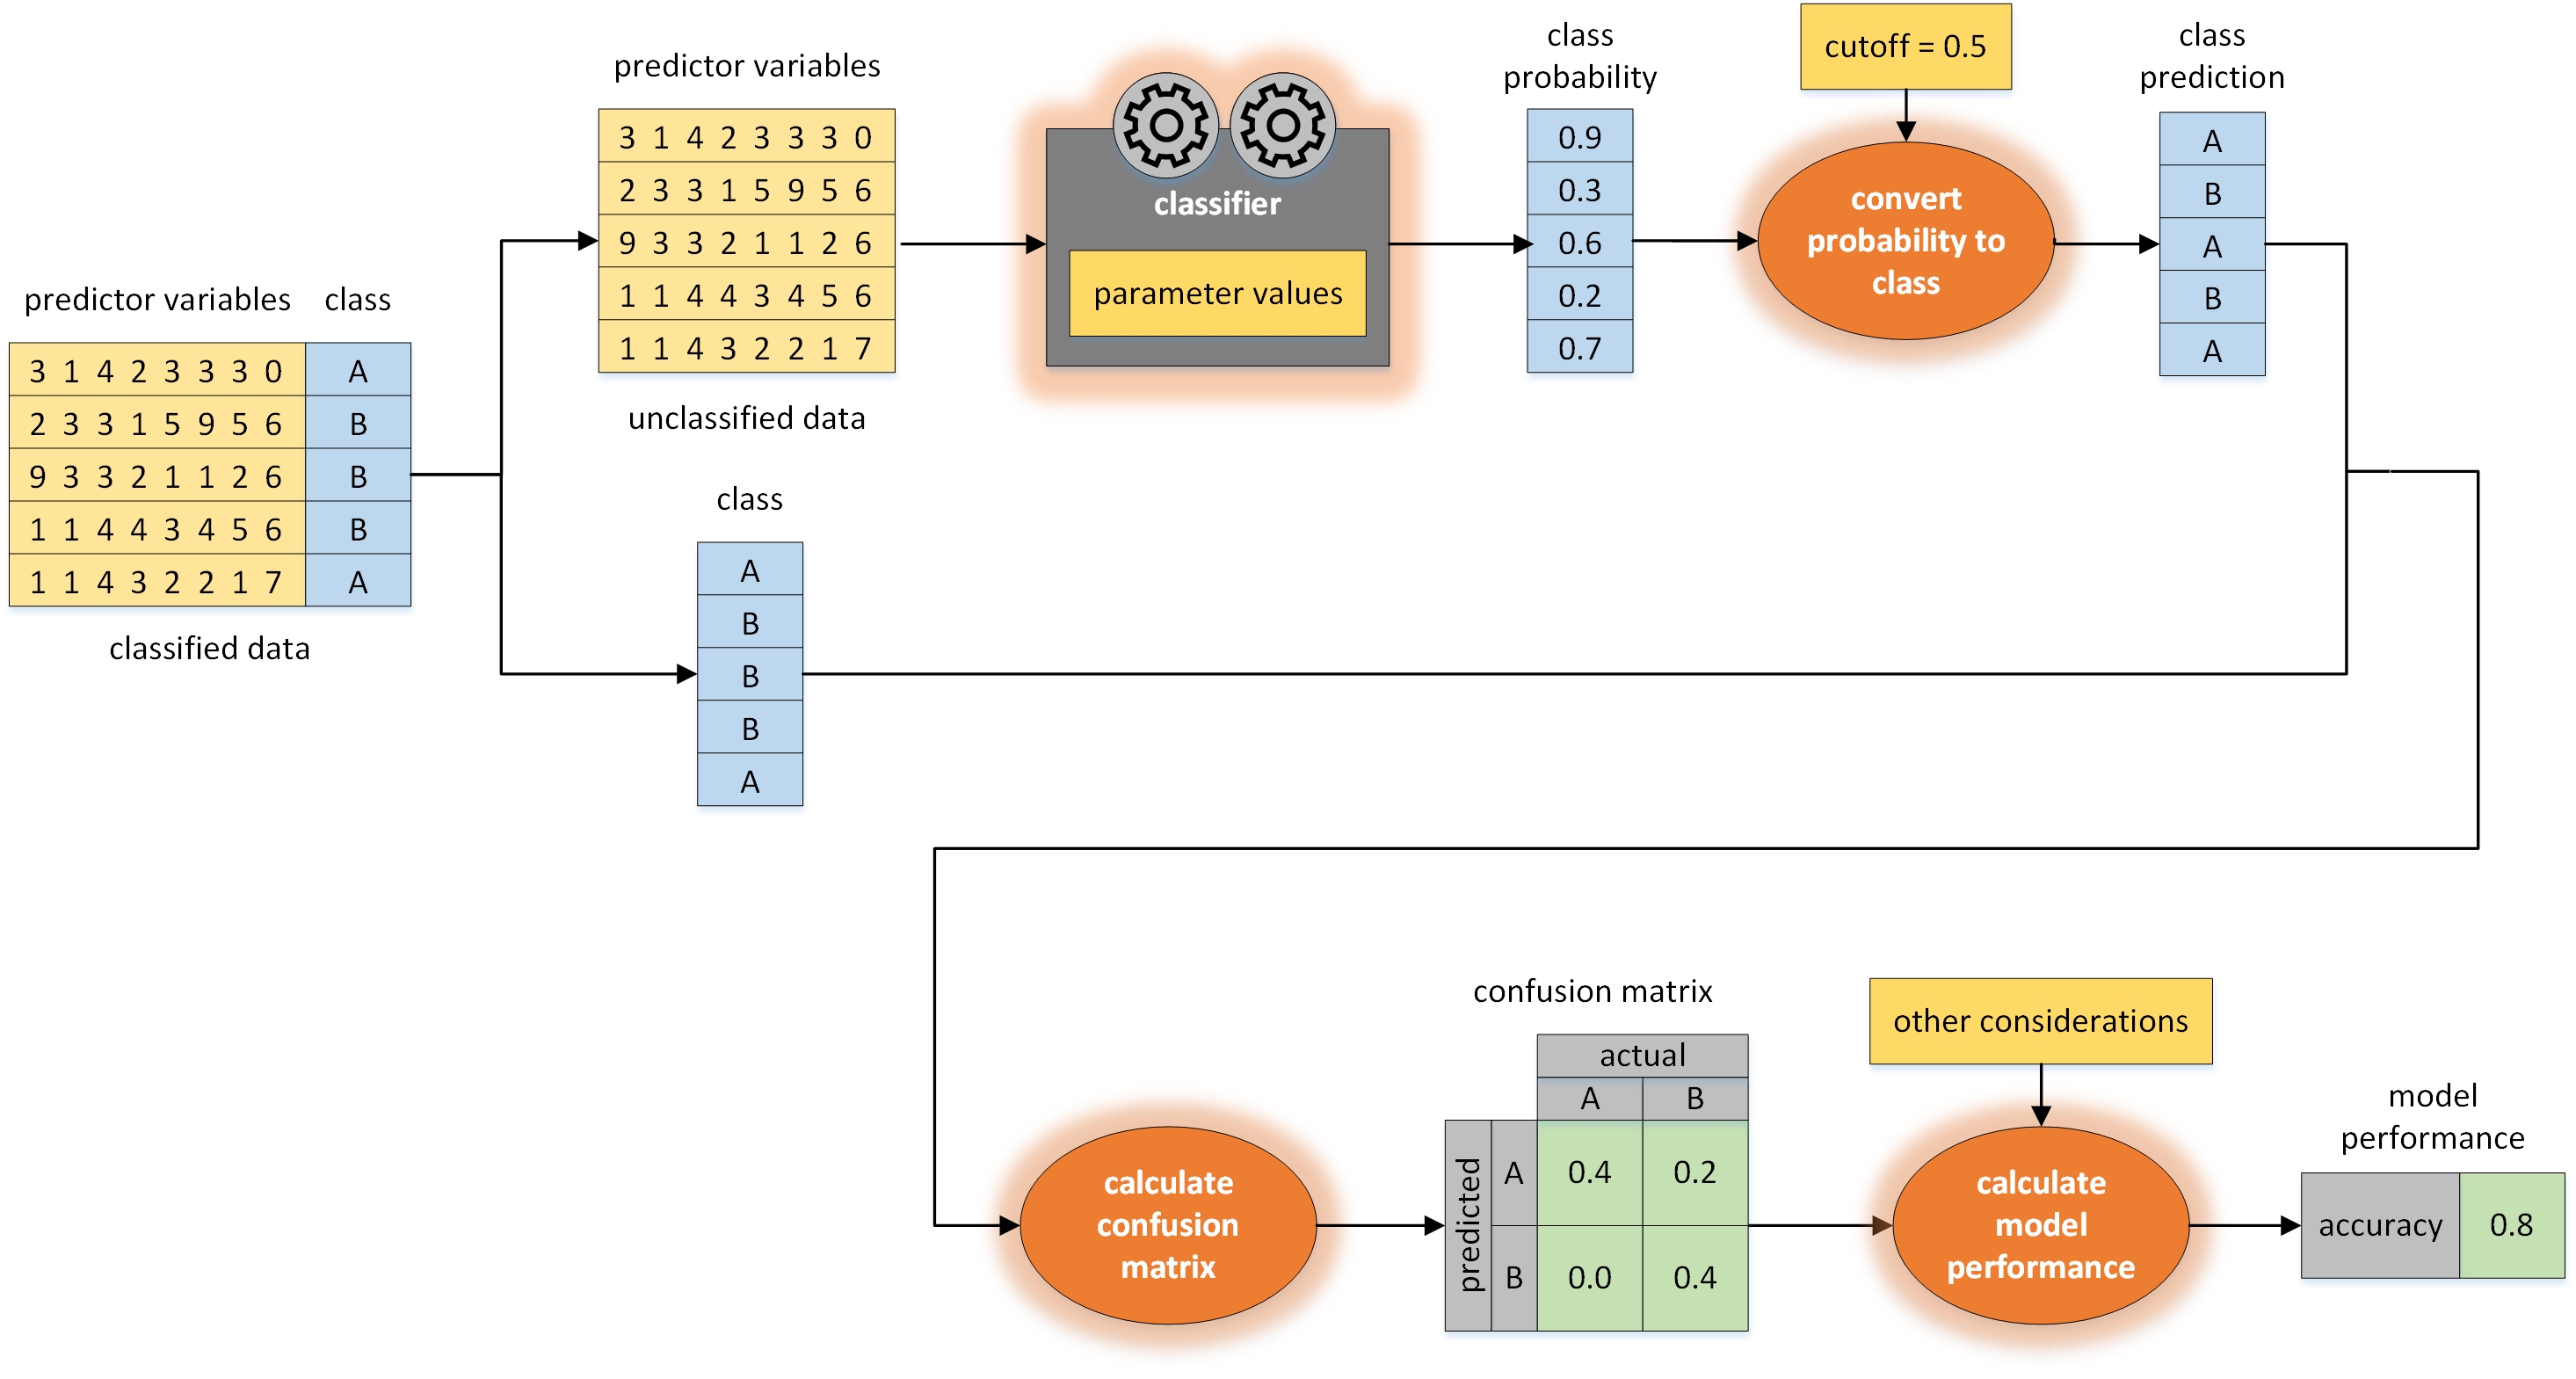 predictor variables class
3 1 4 2 3 3 3 0 A
2 3 3 1 5 9 5 6 B
9 3 3 2 1 1 2 6 B
1 1 4 4 3 4 5 6 B
1 1 4 3 2 2 1 7 A
classified data
predictor variables
3 1 4 2 3 3 3 0
2 3 3 1 5 9 5 6
9 3 3 2 1 1 2 6
1 1 4 4 3 4 5 6
1 1 4 3 2 2 1 7
unclassified data
class
A
B
B
B
A
classifier
parameter values
class
probability
0.9
0.3
0.6
0.2
0.7
cutoff = 0.5
convert
probability to
class
class
prediction
A
B
A
B
A
calculate
confusion
matrix
confusion matrix
actual
A B
predicted
A 0.4 0.2
B 0.0 0.4
other considerations
calculate
model
performance
model
performance
accuracy 0.8